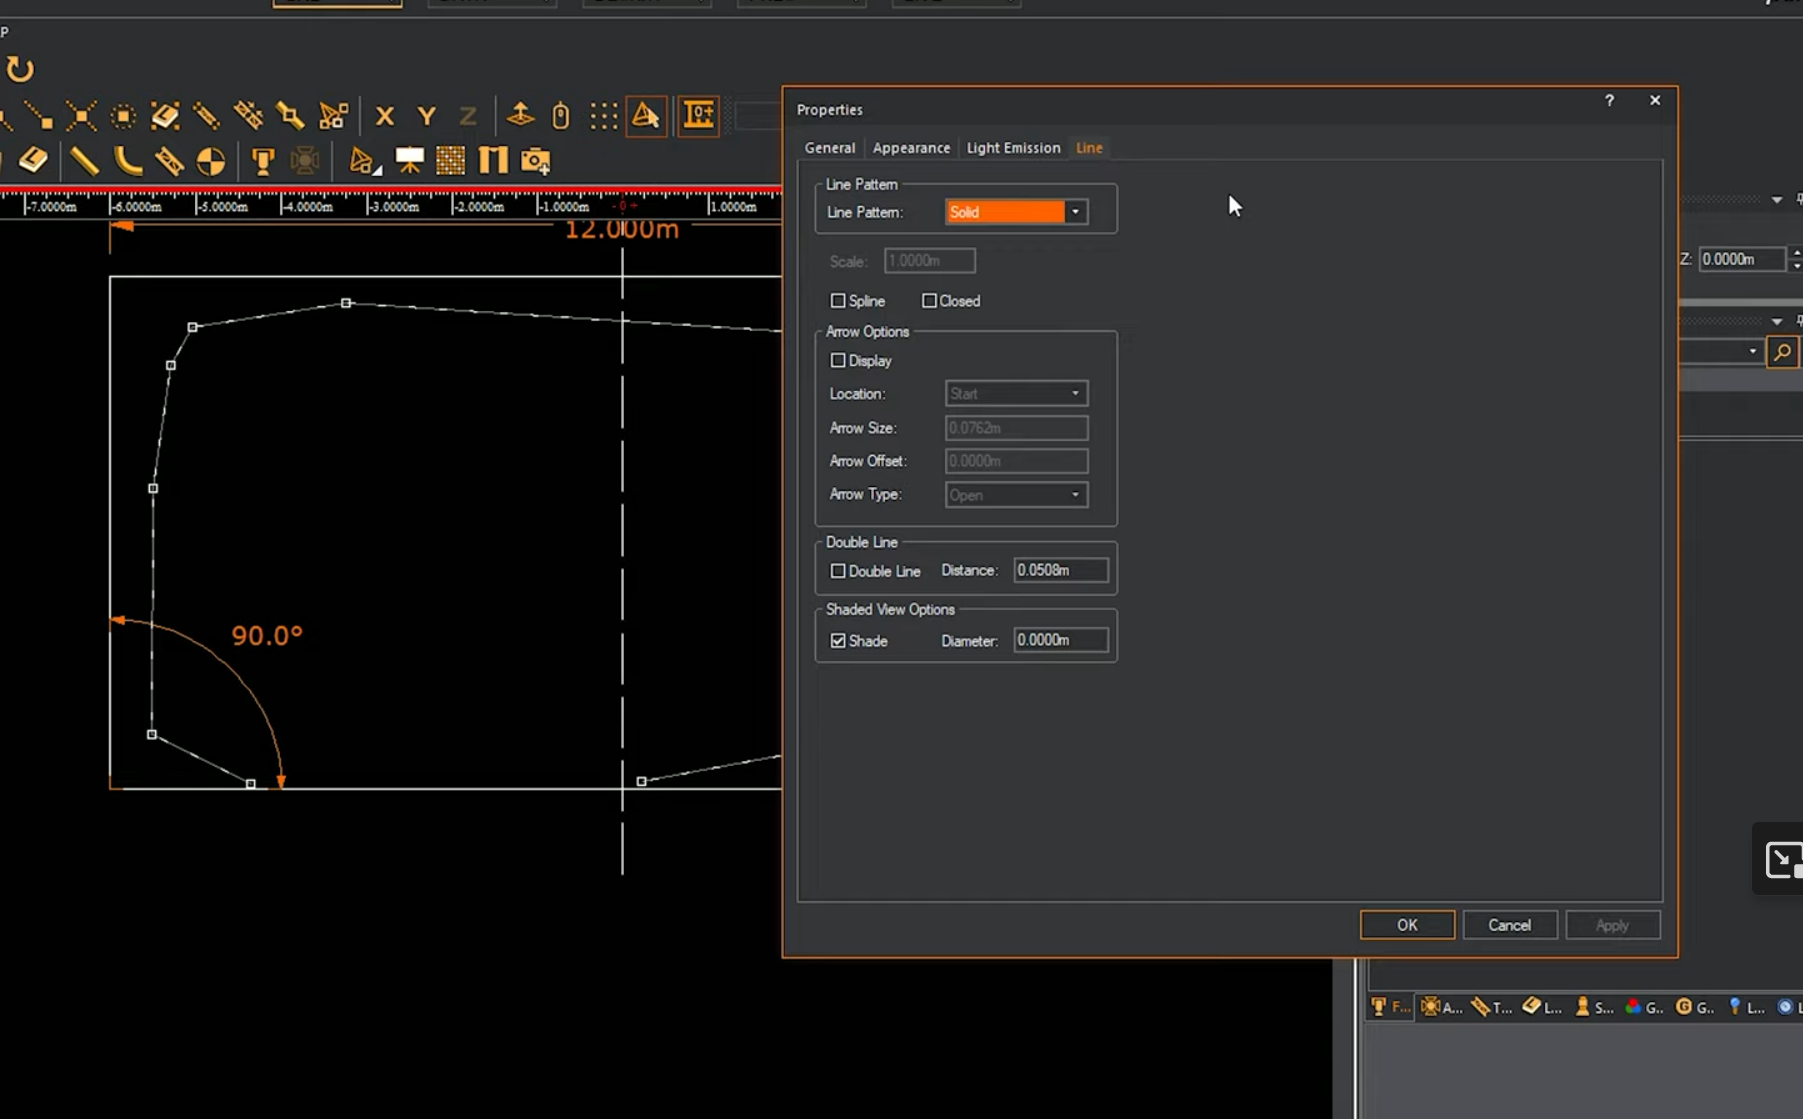 P
X Y Z
-7.0000m -6.0000m -5.0000m -4.0000m -3.0000m -2.0000m -1.0000m -0+ 1.0000m
12.000m
90.0°
Properties ?
General Appearance Light Emission Line
Line Pattern
Line Pattern: Solid
Scale: 1.0000m
Spline Closed
Arrow Options
Display
Location: Start
Arrow Size: 0.0762m
Arrow Offset: 0.0000m
Arrow Type: Open
Double Line
Double Line Distance: 0.0508m
Shaded View Options
Shade Diameter: 0.0000m
OK Cancel Apply
Z: 0.0000m
F... A... T... L... S... G.. G.. L... L